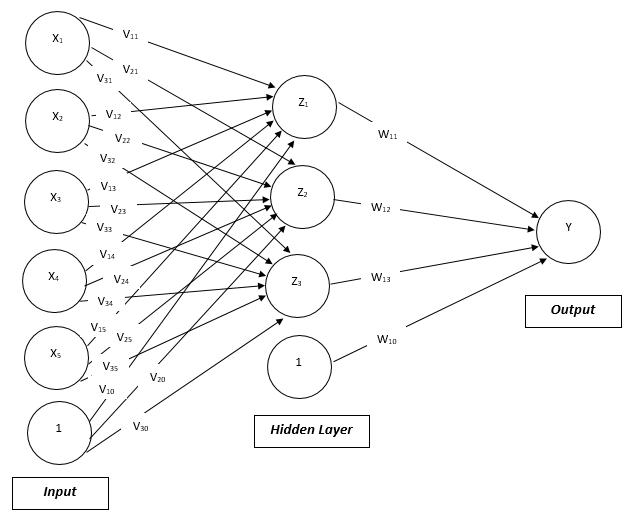 X₁
V₁₁
V₂₁
V₃₁
Z₁
X₂
V₁₂
V₂₂
V₃₂
W₁₁
X₃
V₁₃
V₂₃
V₃₃
Z₂
W₁₂
Y
X₄
V₁₄
V₂₄
V₃₄
Z₃
W₁₃
Output
X₅
V₁₅
V₂₅
V₃₅
W₁₀
1
V₁₀
V₂₀
V₃₀
1
Hidden Layer
Input